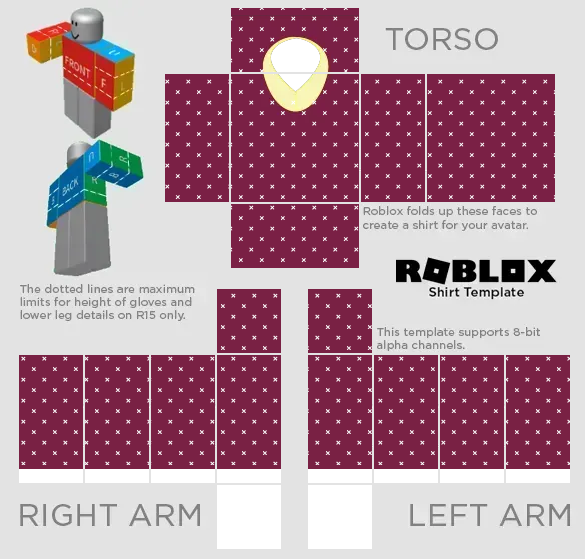 TORSO
FRONT
F
L
U
D
R
BACK
U
R
B
B
Roblox folds up these faces to
create a shirt for your avatar.
ROBLOX
Shirt Template
The dotted lines are maximum
limits for height of gloves and
lower leg details on R15 only.
This template supports 8-bit
alpha channels.
RIGHT ARM
LEFT ARM